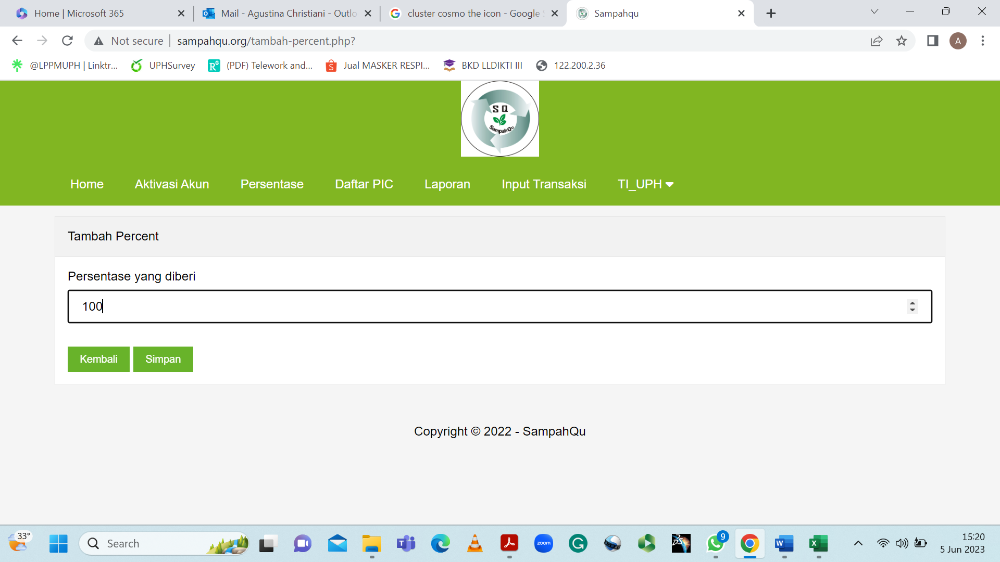 Home | Microsoft 365
Mail - Agustina Christiani - Outlo
cluster cosmo the icon - Google
Sampahqu
Not secure
sampahqu.org/tambah-percent.php?
A
@LPPMUPH | Linktr...
UPHSurvey
(PDF) Telework and...
Jual MASKER RESPI...
BKD LLDIKTI III
122.200.2.36
S Q
SampahQu
Home
Aktivasi Akun
Persentase
Daftar PIC
Laporan
Input Transaksi
TI_UPH
Tambah Percent
Persentase yang diberi
100
Kembali
Simpan
Copyright © 2022 - SampahQu
33°
Search
zoom
9
15:20
5 Jun 2023